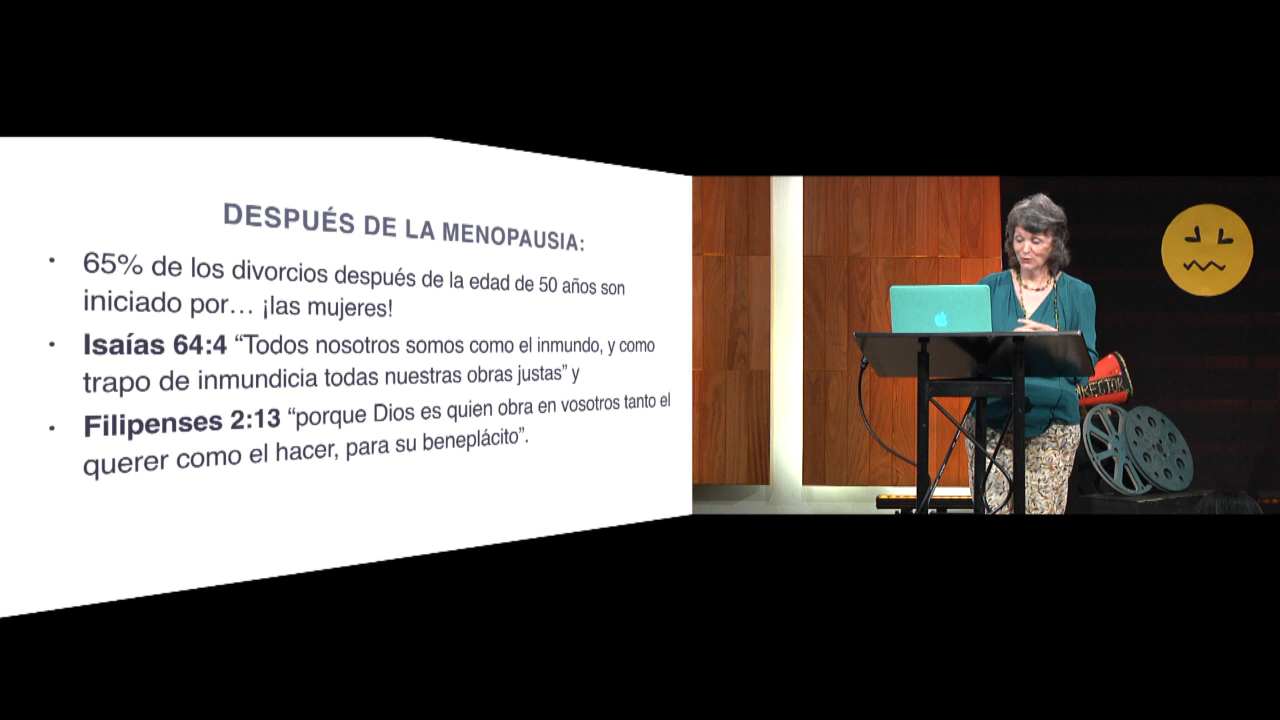 DESPUÉS DE LA MENOPAUSIA:
• 65% de los divorcios después de la edad de 50 años son
iniciado por… ¡las mujeres!
• Isaías 64:4 “Todos nosotros somos como el inmundo, y como
trapo de inmundicia todas nuestras obras justas” y
• Filipenses 2:13 “porque Dios es quien obra en vosotros tanto el
querer como el hacer, para su beneplácito”.
DIRECTOR